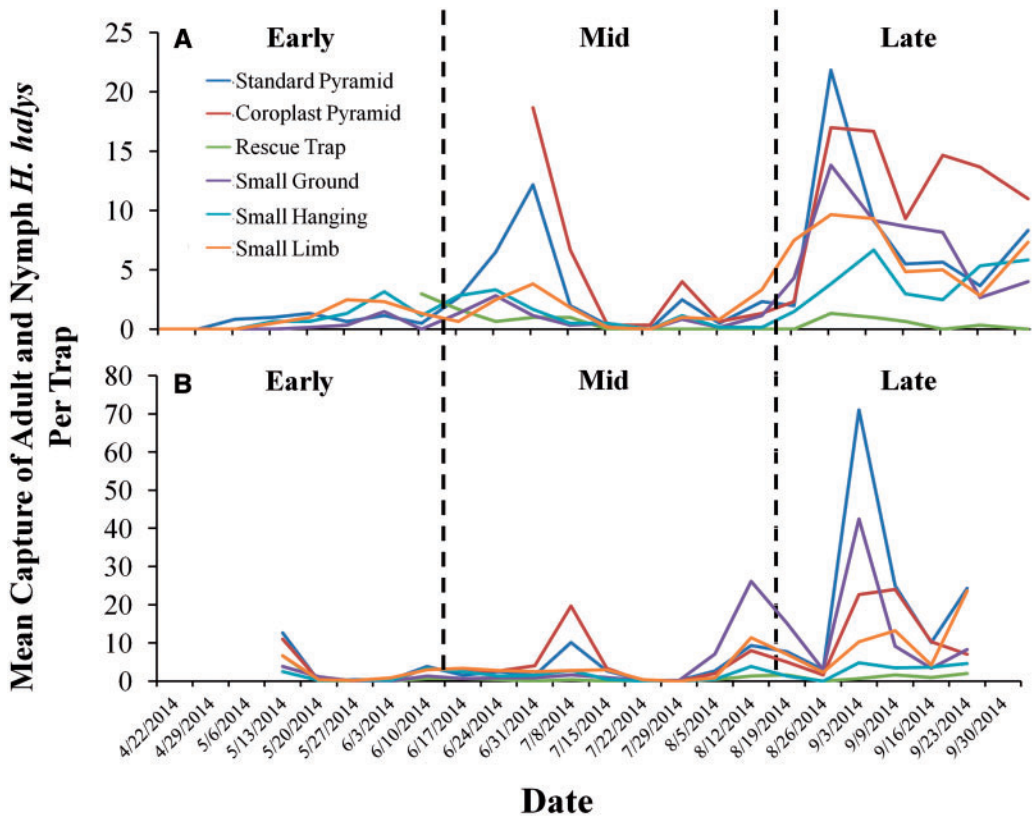 Mean Capture of Adult and Nymph H. halys
Per Trap
A
Early
Mid
Late
25
20
15
10
5
0
Standard Pyramid
Coroplast Pyramid
Rescue Trap
Small Ground
Small Hanging
Small Limb
B
Early
Mid
Late
80
70
60
50
40
30
20
10
0
4/22/2014
4/29/2014
5/6/2014
5/13/2014
5/20/2014
5/27/2014
6/3/2014
6/10/2014
6/17/2014
6/24/2014
6/31/2014
7/8/2014
7/15/2014
7/22/2014
7/29/2014
8/5/2014
8/12/2014
8/19/2014
8/26/2014
9/3/2014
9/9/2014
9/16/2014
9/23/2014
9/30/2014
Date